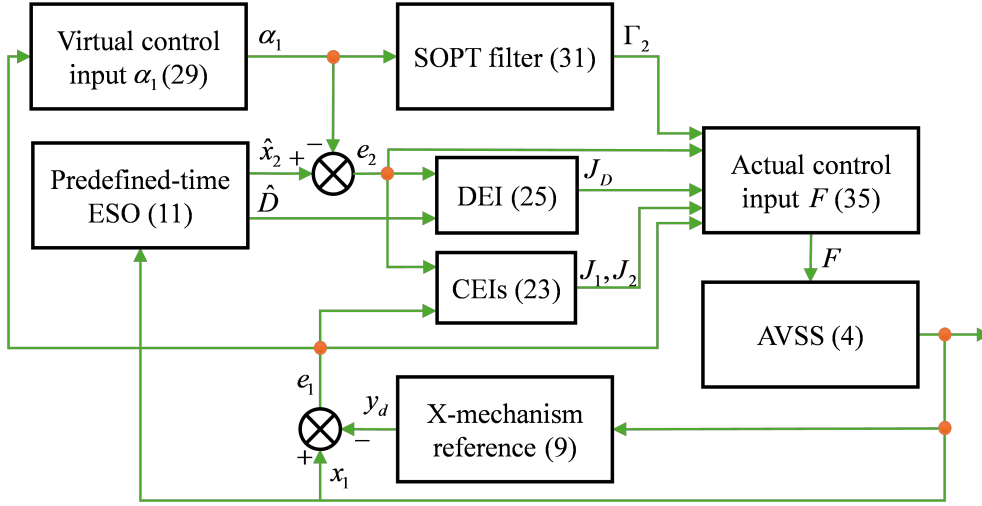 Virtual control
input α₁ (29)
α₁
SOPT filter (31)
Γ₂
Predefined-time
ESO (11)
x̂₂
+
−
D̂
e₂
DEI (25)
J_D
Actual control
input F (35)
F
CEIs (23)
J₁, J₂
AVSS (4)
e₁
y_d
−
+
x₁
X-mechanism
reference (9)